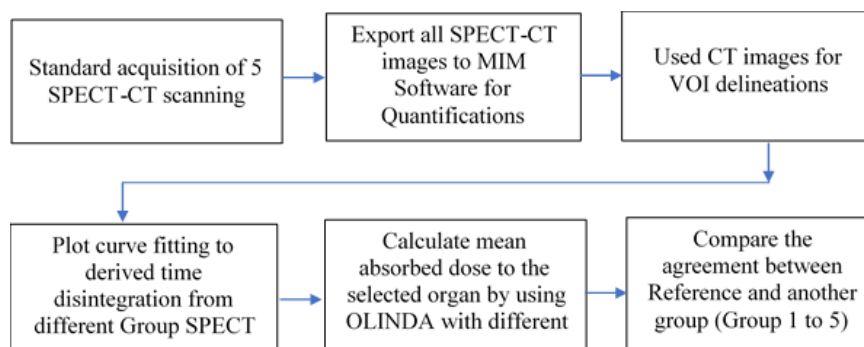 Standard acquisition of 5
SPECT-CT scanning
Export all SPECT-CT
images to MIM
Software for
Quantifications
Used CT images for
VOI delineations
Plot curve fitting to
derived time
disintegration from
different Group SPECT
Calculate mean
absorbed dose to the
selected organ by using
OLINDA with different
Compare the
agreement between
Reference and another
group (Group 1 to 5)